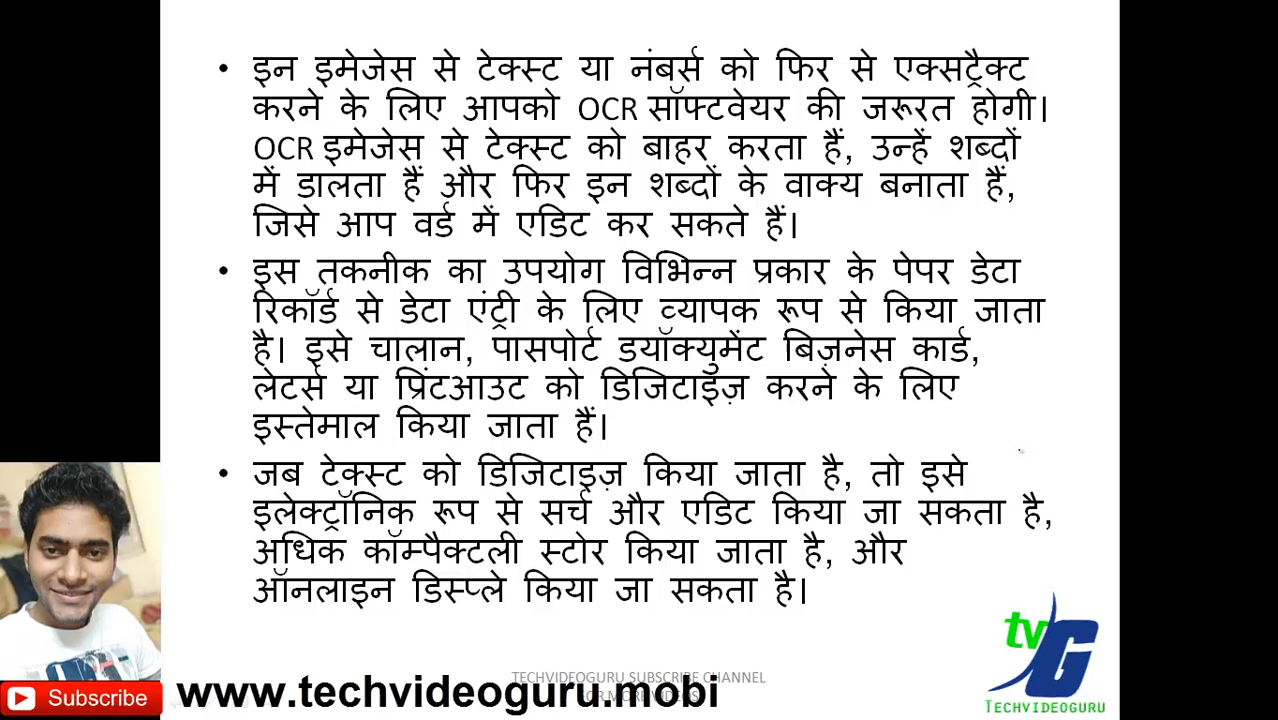 • इन इमेजेस से टेक्स्ट या नंबर्स को फिर से एक्सट्रैक्ट
करने के लिए आपको OCR सॉफ्टवेयर की जरूरत होगी।
OCR इमेजेस से टेक्स्ट को बाहर करता हैं, उन्हें शब्दों
में डालता हैं और फिर इन शब्दों के वाक्य बनाता हैं,
जिसे आप वर्ड में एडिट कर सकते हैं।
• इस तकनीक का उपयोग विभिन्न प्रकार के पेपर डेटा
रिकॉर्ड से डेटा एंट्री के लिए व्यापक रूप से किया जाता
है। इसे चालान, पासपोर्ट डयॉक्युमेंट बिज़नेस कार्ड,
लेटर्स या प्रिंटआउट को डिजिटाइज़ करने के लिए
इस्तेमाल किया जाता हैं।
• जब टेक्स्ट को डिजिटाइज़ किया जाता है, तो इसे
इलेक्ट्रॉनिक रूप से सर्च और एडिट किया जा सकता है,
अधिक कॉम्पैक्टली स्टोर किया जाता है, और
ऑनलाइन डिस्प्ले किया जा सकता है।
tvG
TECHVIDEOGURU
TECHVIDEOGURU SUBSCRIBE CHANNEL
FOR MORE VIDEOS
Subscribe
www.techvideoguru.mobi